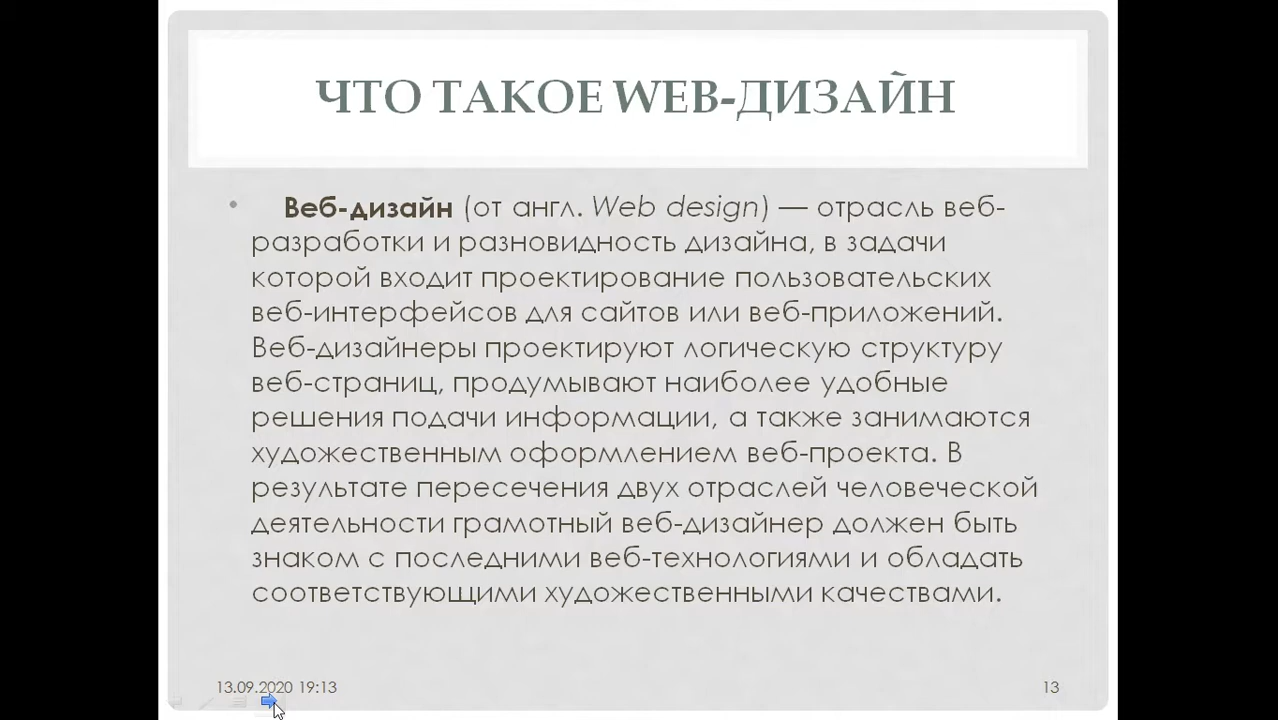 ЧТО ТАКОЕ WEB-ДИЗАЙН
• Веб-дизайн (от англ. Web design) — отрасль веб-
разработки и разновидность дизайна, в задачи
которой входит проектирование пользовательских
веб-интерфейсов для сайтов или веб-приложений.
Веб-дизайнеры проектируют логическую структуру
веб-страниц, продумывают наиболее удобные
решения подачи информации, а также занимаются
художественным оформлением веб-проекта. В
результате пересечения двух отраслей человеческой
деятельности грамотный веб-дизайнер должен быть
знаком с последними веб-технологиями и обладать
соответствующими художественными качествами.
13.09.2020 19:13
13